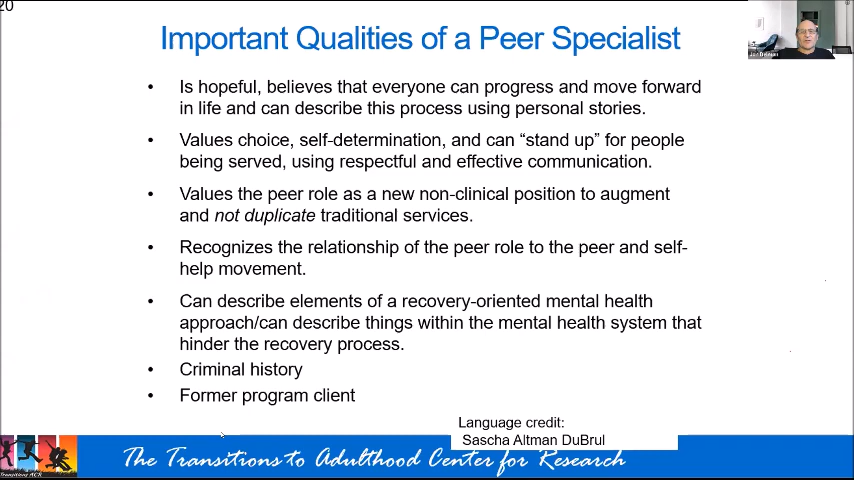 20
Important Qualities of a Peer Specialist
• Is hopeful, believes that everyone can progress and move forward
in life and can describe this process using personal stories.
• Values choice, self-determination, and can “stand up” for people
being served, using respectful and effective communication.
• Values the peer role as a new non-clinical position to augment
and not duplicate traditional services.
• Recognizes the relationship of the peer role to the peer and self-
help movement.
• Can describe elements of a recovery-oriented mental health
approach/can describe things within the mental health system that
hinder the recovery process.
• Criminal history
• Former program client
Language credit:
Sascha Altman DuBrul
The Transitions to Adulthood Center for Research
Transitions ACR